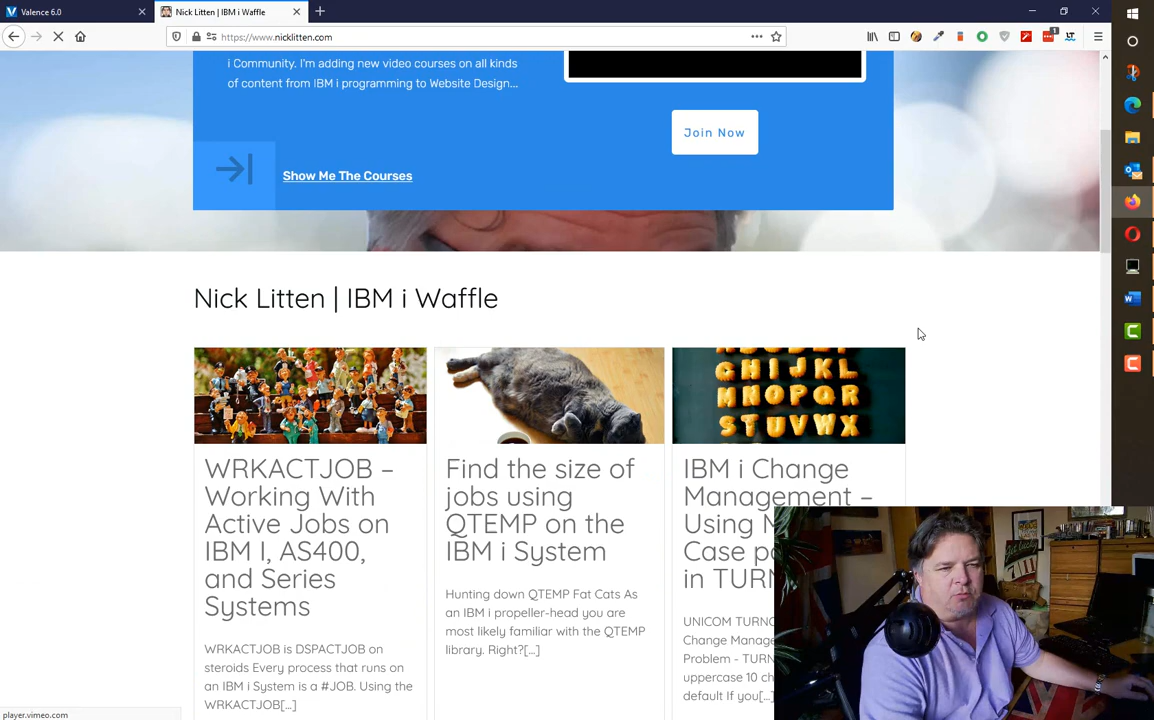 Valence 6.0
Nick Litten | IBM i Waffle
https://www.nicklitten.com
i Community. I'm adding new video courses on all kinds
of content from IBM i programming to Website Design...
Join Now
Show Me The Courses
Nick Litten | IBM i Waffle
GHIJKL
MNOPQR
STUVWX
WRKACTJOB –
Working With
Active Jobs on
IBM I, AS400,
and Series
Systems
WRKACTJOB is DSPACTJOB on
steroids Every process that runs on
an IBM i System is a #JOB. Using the
WRKACTJOB[...]
Find the size of
jobs using
QTEMP on the
IBM i System
Hunting down QTEMP Fat Cats As
an IBM i propeller-head you are
most likely familiar with the QTEMP
library. Right?[...]
IBM i Change
Management –
Using
Case
in TURN
UNICOM TURN
Change Manage
Problem - TURN
uppercase 10 ch
default If you[...]
player.vimeo.com